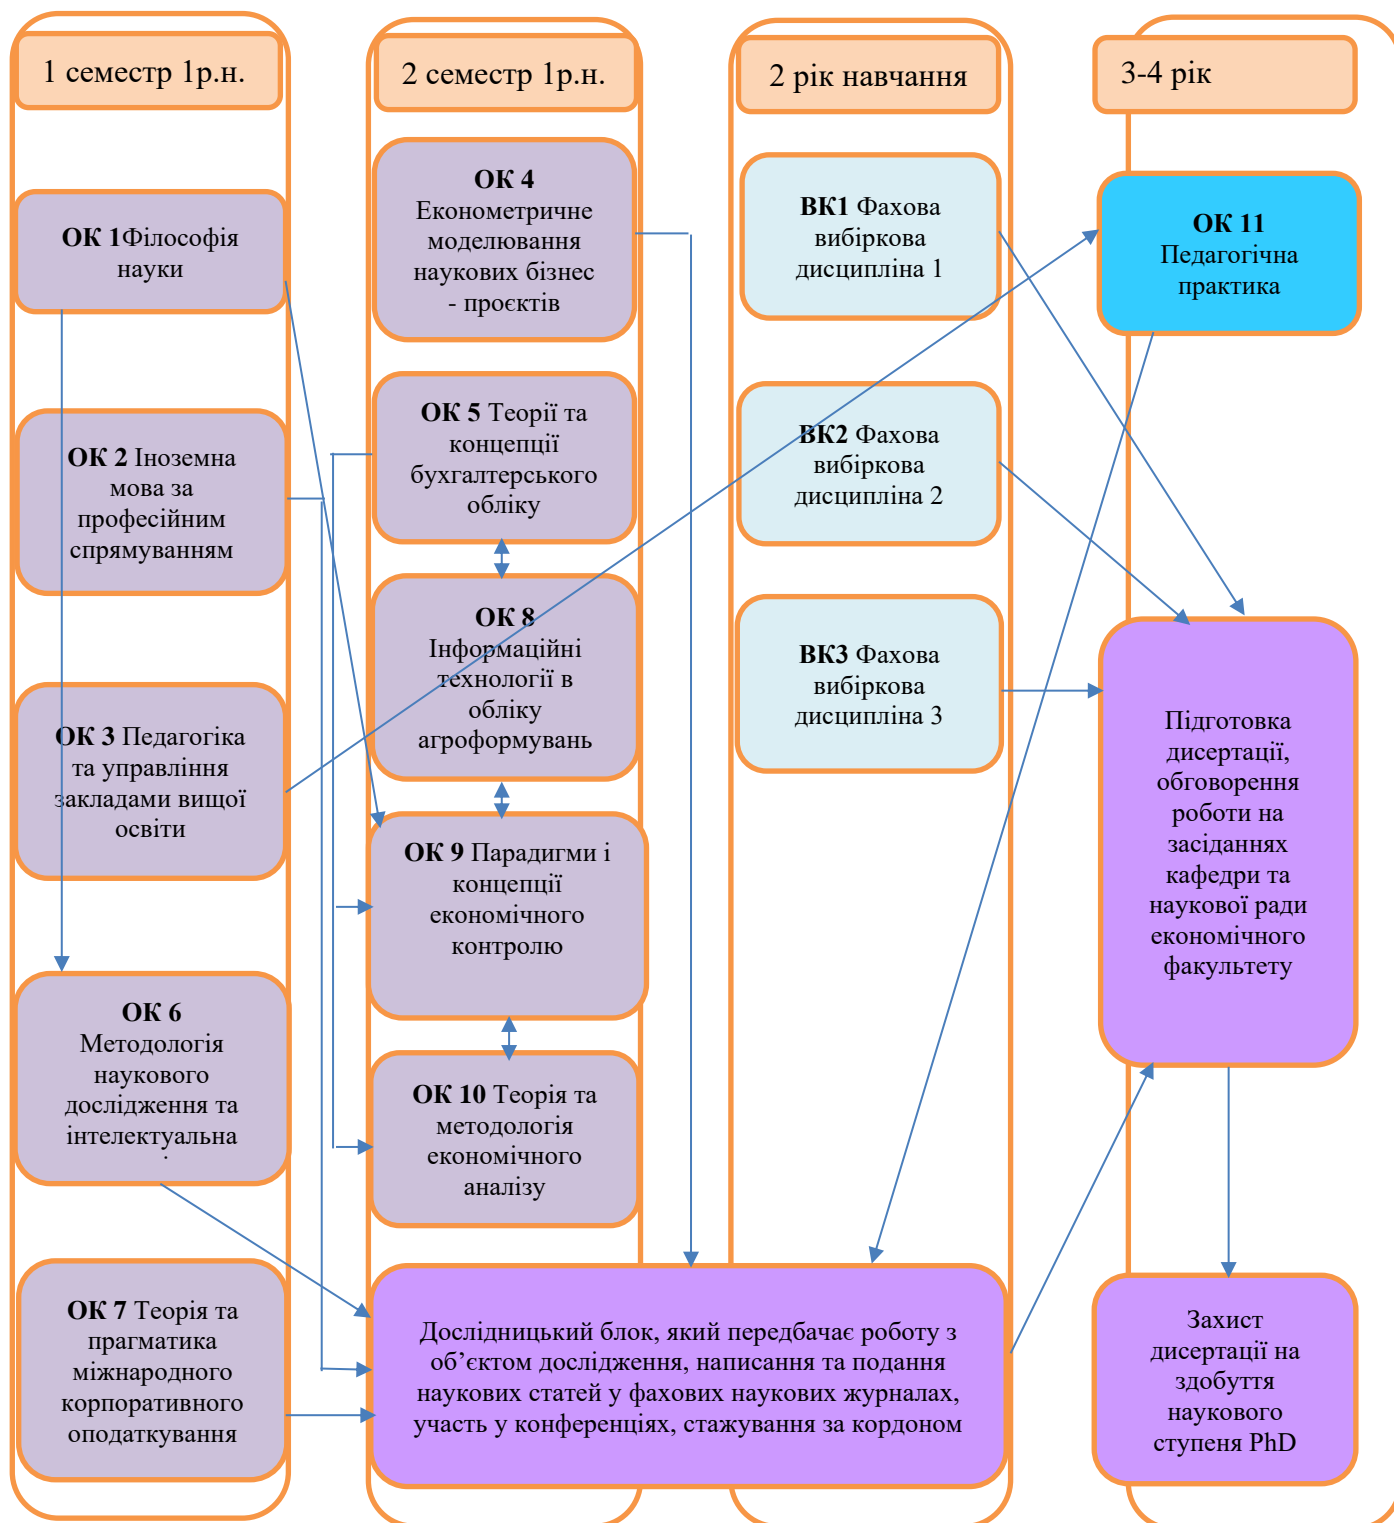 1 семестр 1р.н.
ОК 1Філософія
науки
ОК 2 Іноземна
мова за
професійним
спрямуванням
ОК 3 Педагогіка
та управління
закладами вищої
освіти
ОК 6
Методологія
наукового
дослідження та
інтелектуальна
ОК 7 Теорія та
прагматика
міжнародного
корпоративного
оподаткування
2 семестр 1р.н.
ОК 4
Економетричне
моделювання
наукових бізнес
- проєктів
ОК 5 Теорії та
концепції
бухгалтерського
обліку
ОК 8
Інформаційні
технології в
обліку
агроформувань
ОК 9 Парадигми і
концепції
економічного
контролю
ОК 10 Теорія та
методологія
економічного
аналізу
Дослідницький блок, який передбачає роботу з
об’єктом дослідження, написання та подання
наукових статей у фахових наукових журналах,
участь у конференціях, стажування за кордоном
2 рік навчання
ВК1 Фахова
вибіркова
дисципліна 1
ВК2 Фахова
вибіркова
дисципліна 2
ВК3 Фахова
вибіркова
дисципліна 3
3-4 рік
ОК 11
Педагогічна
практика
Підготовка
дисертації,
обговорення
роботи на
засіданнях
кафедри та
наукової ради
економічного
факультету
Захист
дисертації на
здобуття
наукового
ступеня PhD